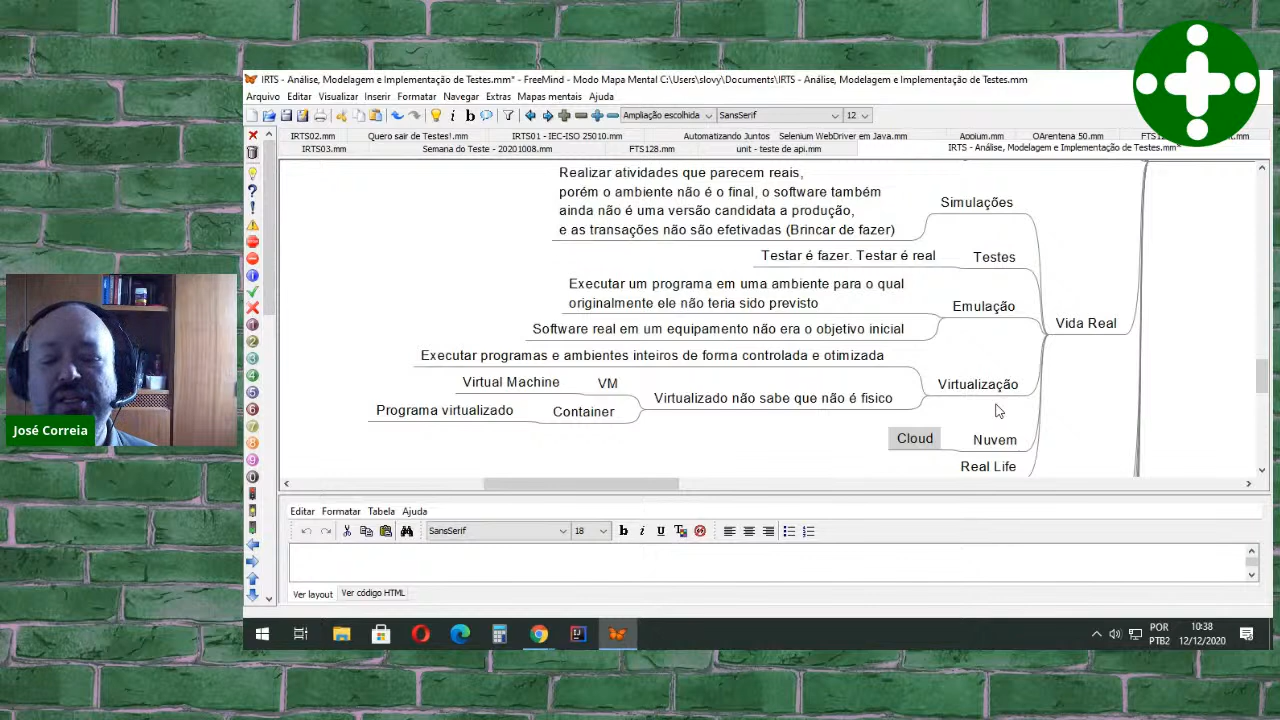 IRTS - Análise, Modelagem e Implementação de Testes.mm* - FreeMind - Modo Mapa Mental C:\Users\slovy\Documents\IRTS - Análise, Modelagem e Implementação de Testes.mm
Arquivo Editar Visualizar Inserir Formatar Navegar Extras Mapas mentais Ajuda
Ampliação escolhida SansSerif 12
IRTS02.mm Quero sair de Testes!.mm IRTS01 - IEC-ISO 25010.mm Automatizando Juntos Selenium WebDriver em Java.mm Appium.mm OArentena 50.mm
IRTS03.mm Semana do Teste - 20201008.mm FTS128.mm unit - teste de api.mm IRTS - Análise, Modelagem e Implementação de Testes.mm*
Realizar atividades que parecem reais,
porém o ambiente não é o final, o software também
ainda não é uma versão candidata a produção,
e as transações não são efetivadas (Brincar de fazer)
Simulações
Testar é fazer. Testar é real
Testes
Executar um programa em uma ambiente para o qual
originalmente ele não teria sido previsto
Emulação
Software real em um equipamento não era o objetivo inicial
Vida Real
Executar programas e ambientes inteiros de forma controlada e otimizada
Virtual Machine VM
Virtualização
Virtualizado não sabe que não é fisico
Programa virtualizado Container
Cloud Nuvem
Real Life
José Correia
Editar Formatar Tabela Ajuda
SansSerif 18 b i U
Ver layout Ver código HTML
POR
PTB2
10:38
12/12/2020